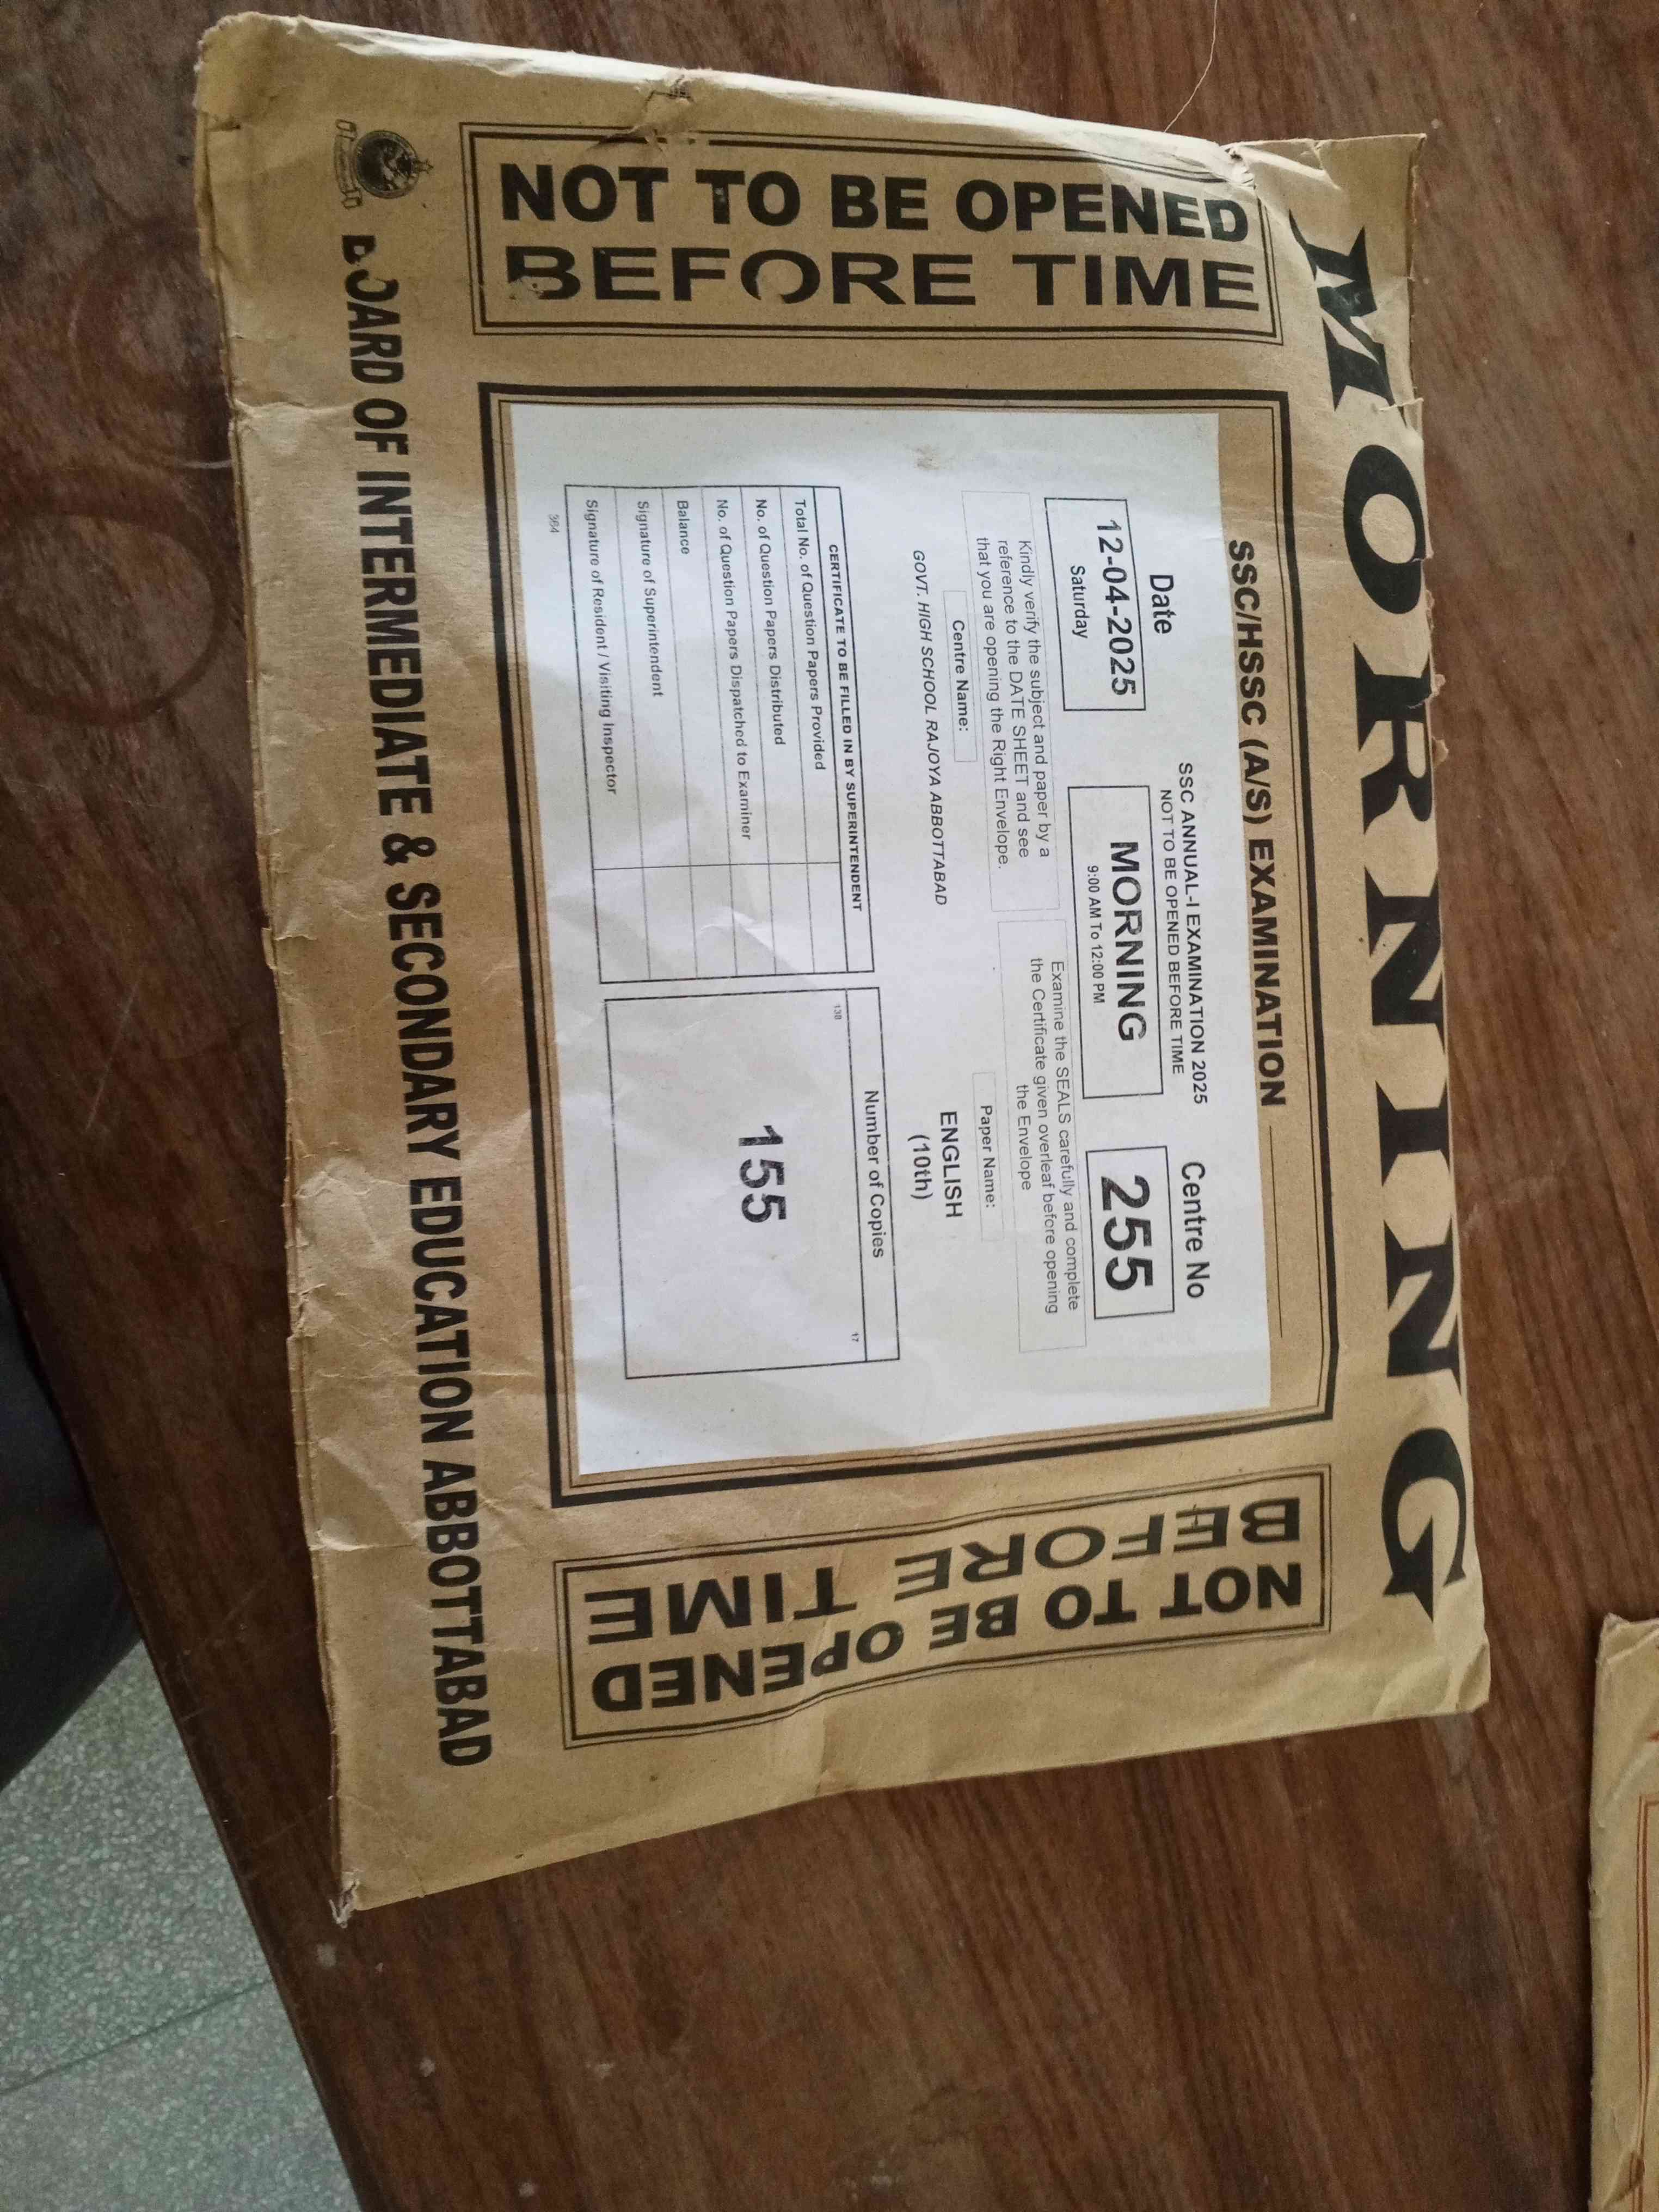 MORNING
NOT TO BE OPENED
BEFORE TIME
SSC/HSSC (A/S) EXAMINATION
SSC ANNUAL-I EXAMINATION 2025
NOT TO BE OPENED BEFORE TIME
Date
Centre No
12-04-2025
Saturday
MORNING
9:00 AM To 12:00 PM
255
Kindly verify the subject and paper by a
reference to the DATE SHEET and see
that you are opening the Right Envelope.
Examine the SEALS carefully and complete
the Certificate given overleaf before opening
the Envelope
Centre Name:
Paper Name:
GOVT. HIGH SCHOOL RAJOYA ABBOTTABAD
ENGLISH
(10th)
CERTIFICATE TO BE FILLED IN BY SUPERINTENDENT
Total No. of Question Papers Provided
No. of Question Papers Distributed
No. of Question Papers Dispatched to Examiner
Balance
Signature of Superintendent
Signature of Resident / Visiting Inspector
364
Number of Copies
138
17
155
NOT TO BE OPENED
BEFORE TIME
BOARD OF INTERMEDIATE & SECONDARY EDUCATION ABBOTTABAD